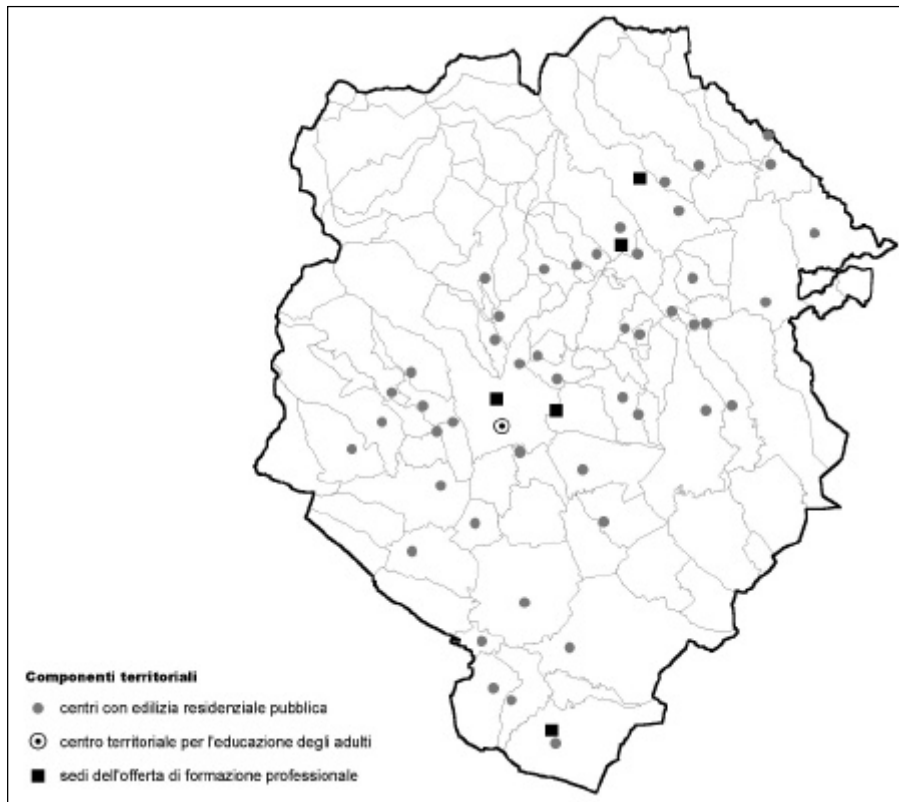 Componenti territoriali
centri con edilizia residenziale pubblica
centro territoriale per l'educazione degli adulti
sedi dell'offerta di formazione professionale